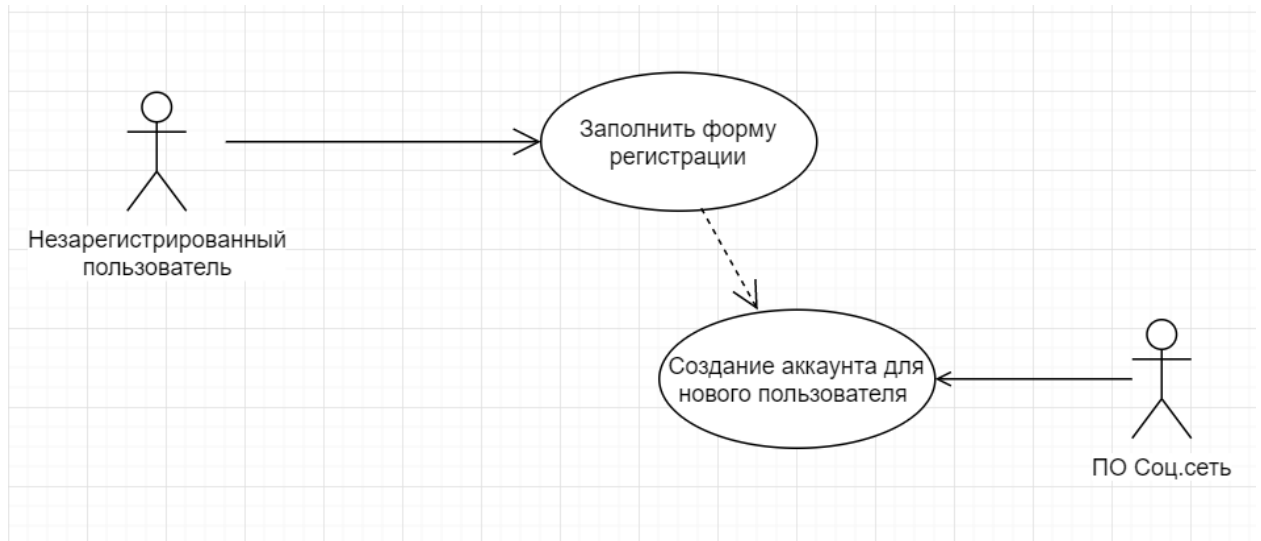 Заполнить форму
регистрации
Незарегистрированный
пользователь
Создание аккаунта для
нового пользователя
ПО Соц.сеть